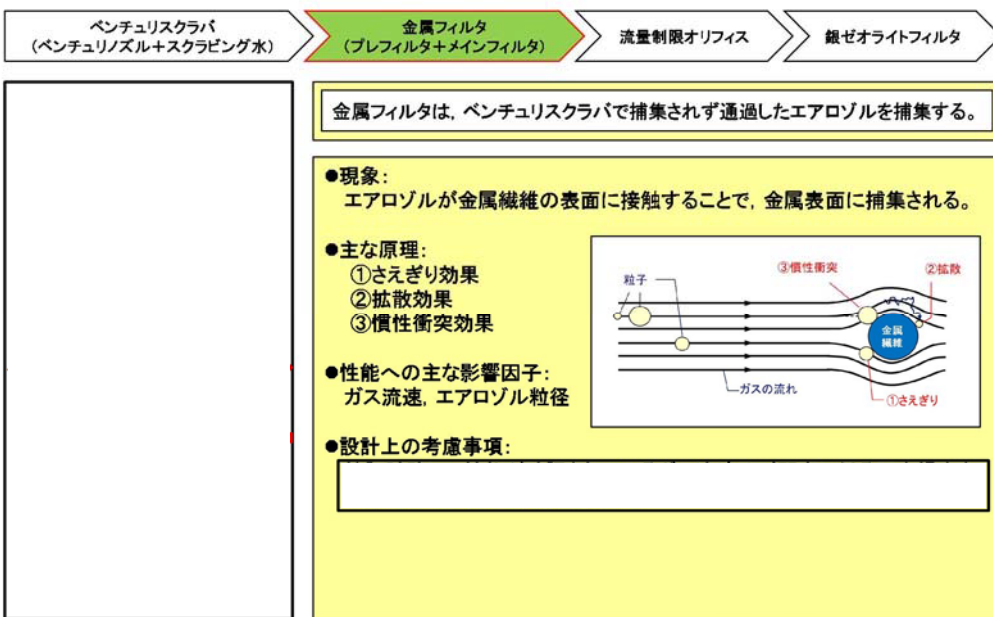 ベンチュリスクラバ
(ベンチュリノズル+スクラビング水)
金属フィルタ
(プレフィルタ+メインフィルタ)
流量制限オリフィス
銀ゼオライトフィルタ
金属フィルタは，ベンチュリスクラバで捕集されず通過したエアロゾルを捕集する。
●現象：
エアロゾルが金属繊維の表面に接触することで，金属表面に捕集される。
●主な原理：
①さえぎり効果
②拡散効果
③慣性衝突効果
粒子
③慣性衝突
②拡散
金属
繊維
ガスの流れ
①さえぎり
●性能への主な影響因子：
ガス流速，エアロゾル粒径
●設計上の考慮事項：